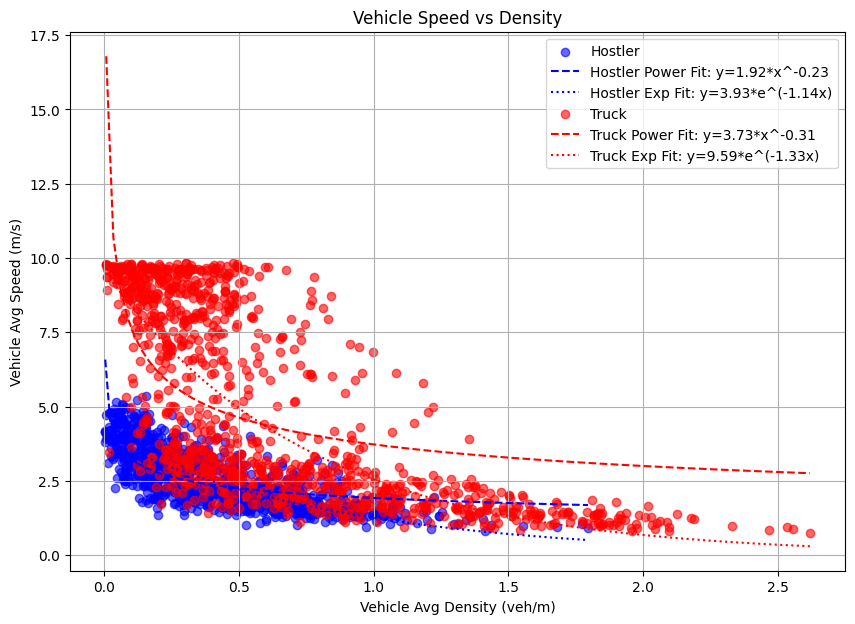 Vehicle Speed vs Density
Hostler
Hostler Power Fit: y=1.92*x^-0.23
Hostler Exp Fit: y=3.93*e^(-1.14x)
Truck
Truck Power Fit: y=3.73*x^-0.31
Truck Exp Fit: y=9.59*e^(-1.33x)
Vehicle Avg Speed (m/s)
17.5
15.0
12.5
10.0
7.5
5.0
2.5
0.0
0.0 0.5 1.0 1.5 2.0 2.5
Vehicle Avg Density (veh/m)